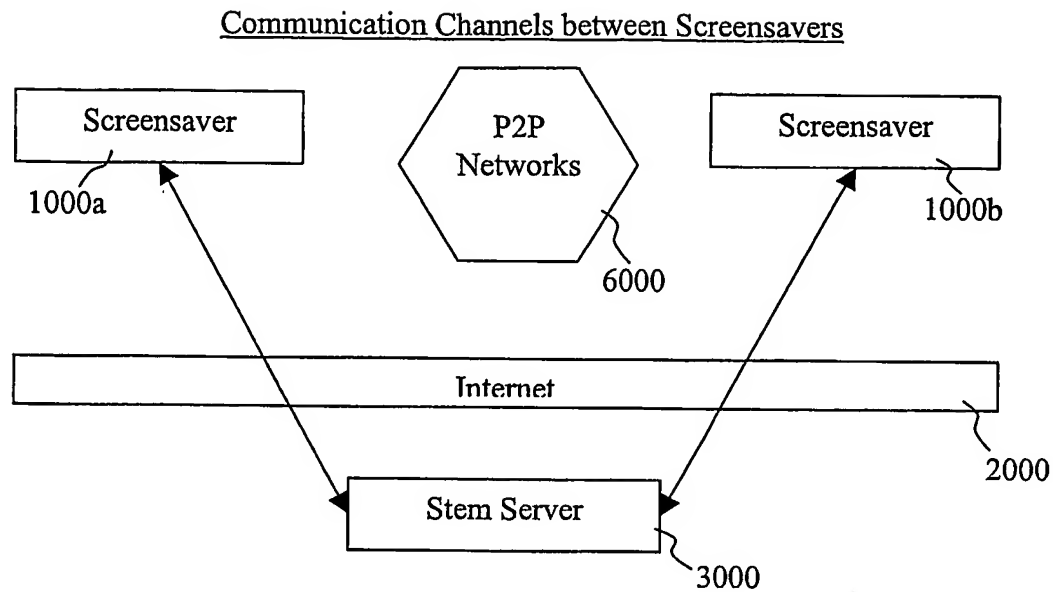 Communication Channels between Screensavers
Screensaver
P2P
Networks
Screensaver
1000a
1000b
6000
Internet
2000
Stem Server
3000